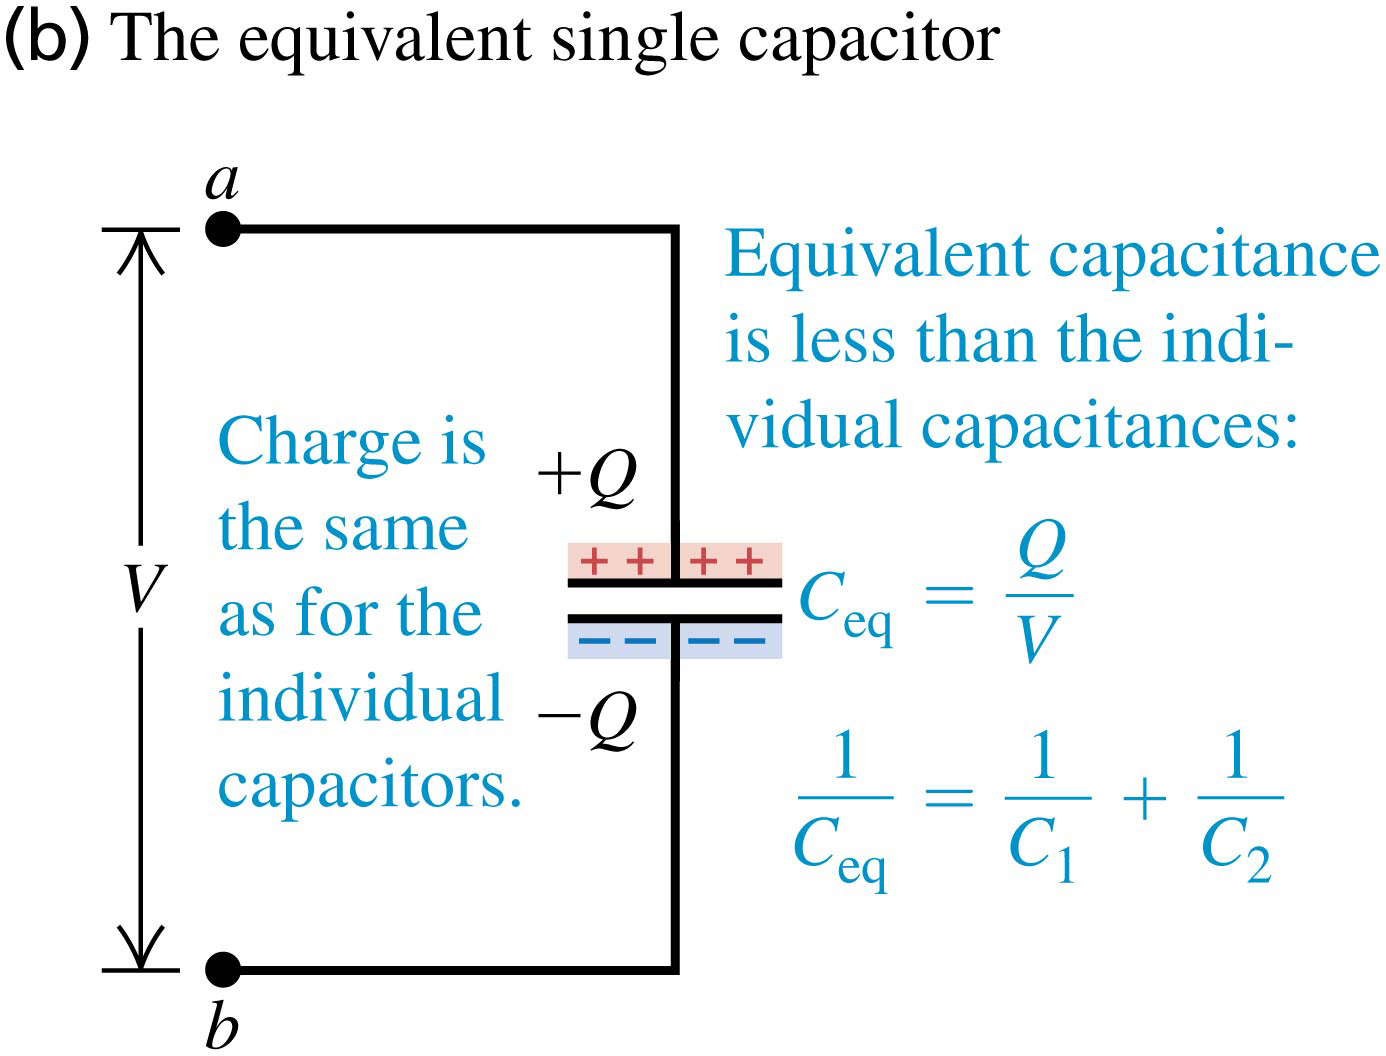 (b) The equivalent single capacitor
a
Equivalent capacitance
is less than the indi-
vidual capacitances:
Charge is
the same
as for the
individual
capacitors.
+Q
+ + + +
V
C_eq = Q/V
− − − −
−Q
1/C_eq = 1/C_1 + 1/C_2
b